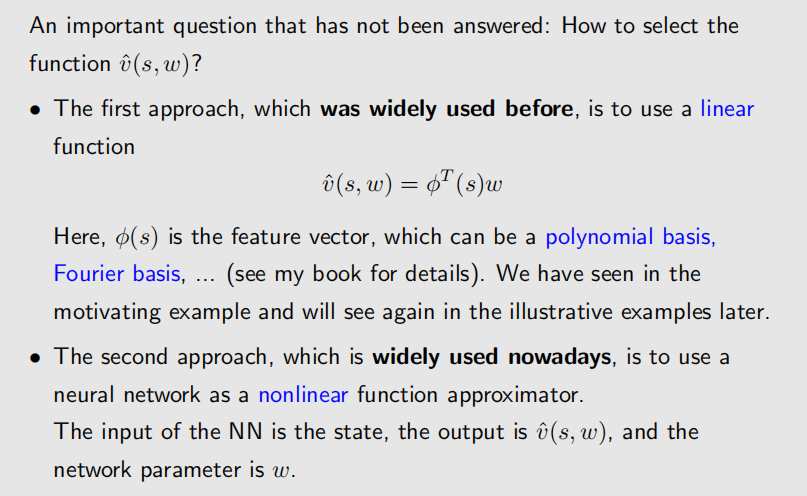 An important question that has not been answered: How to select the
function v̂(s, w)?
• The first approach, which was widely used before, is to use a linear
function
v̂(s, w) = ϕᵀ(s)w
Here, ϕ(s) is the feature vector, which can be a polynomial basis,
Fourier basis, ... (see my book for details). We have seen in the
motivating example and will see again in the illustrative examples later.
• The second approach, which is widely used nowadays, is to use a
neural network as a nonlinear function approximator.
The input of the NN is the state, the output is v̂(s, w), and the
network parameter is w.